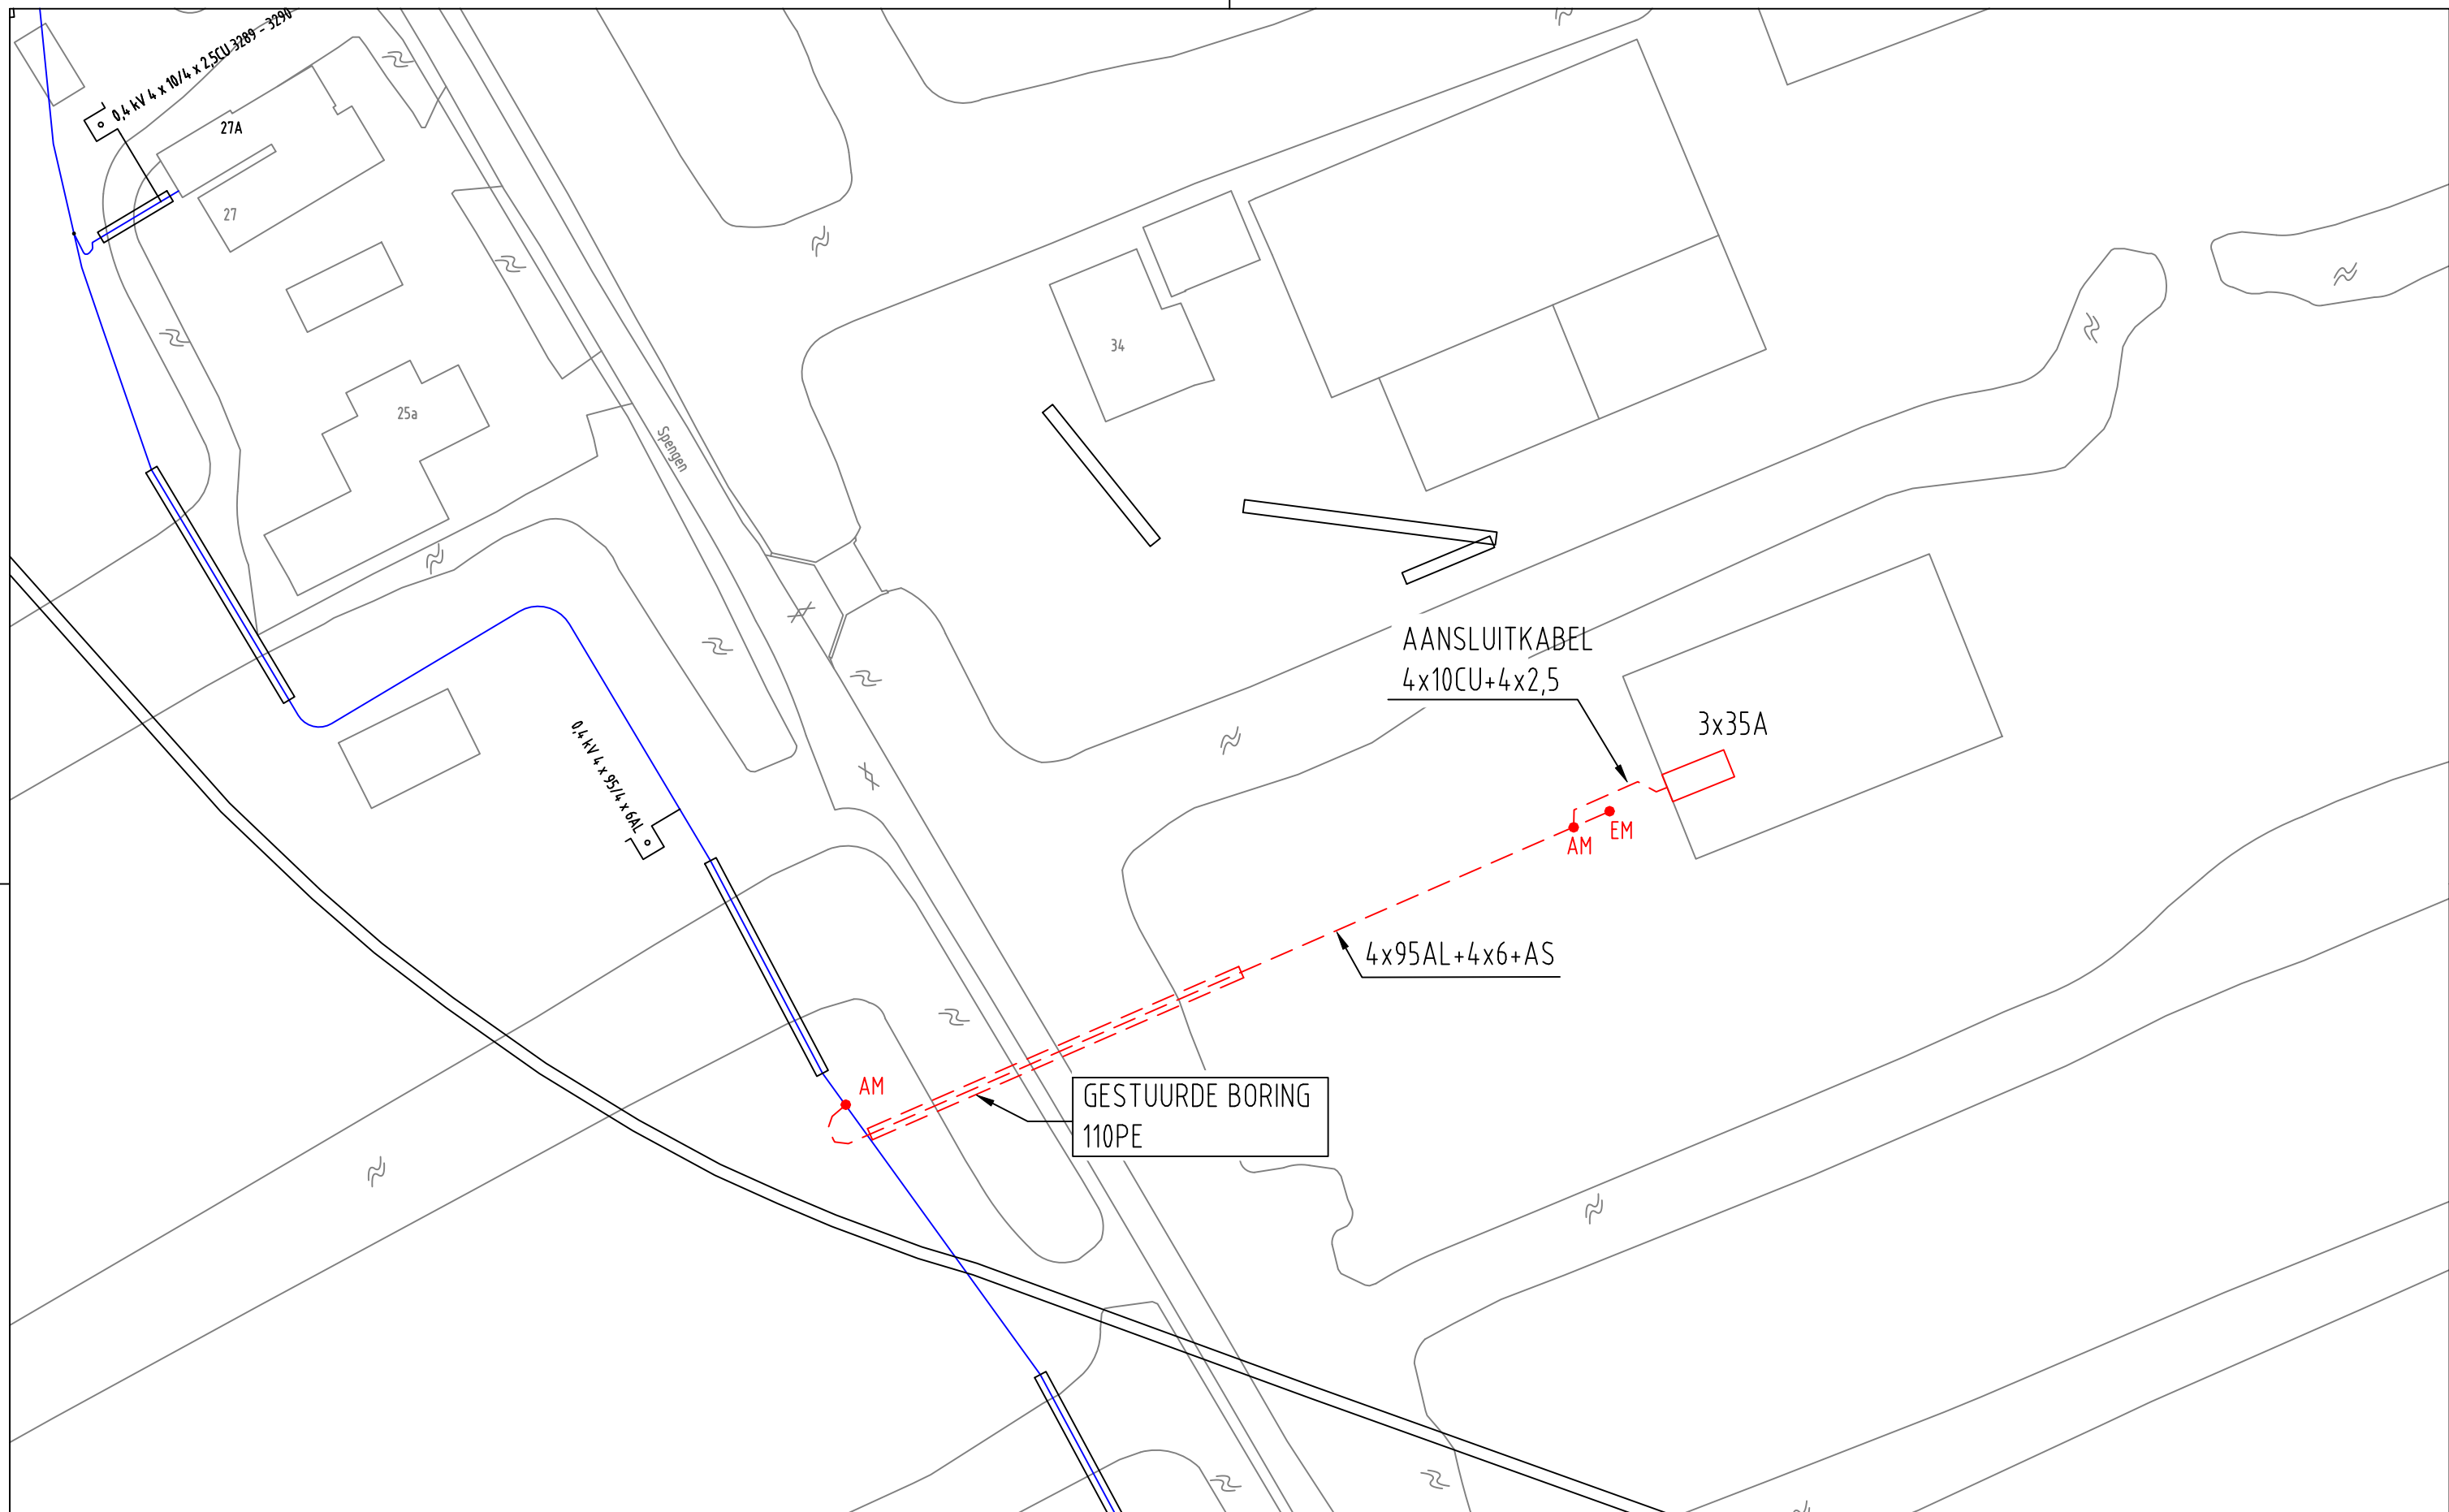 0,4 kV 4 x 10/4 x 2,5CU 3289 - 3290
27A
27
25a
34
Spengen
AANSLUITKABEL
4x10CU+4x2,5
3x35A
0,4 kV 4 x 95/4 x 6AL
EM
AM
4x95AL+4x6+AS
AM
GESTUURDE BORING
110PE